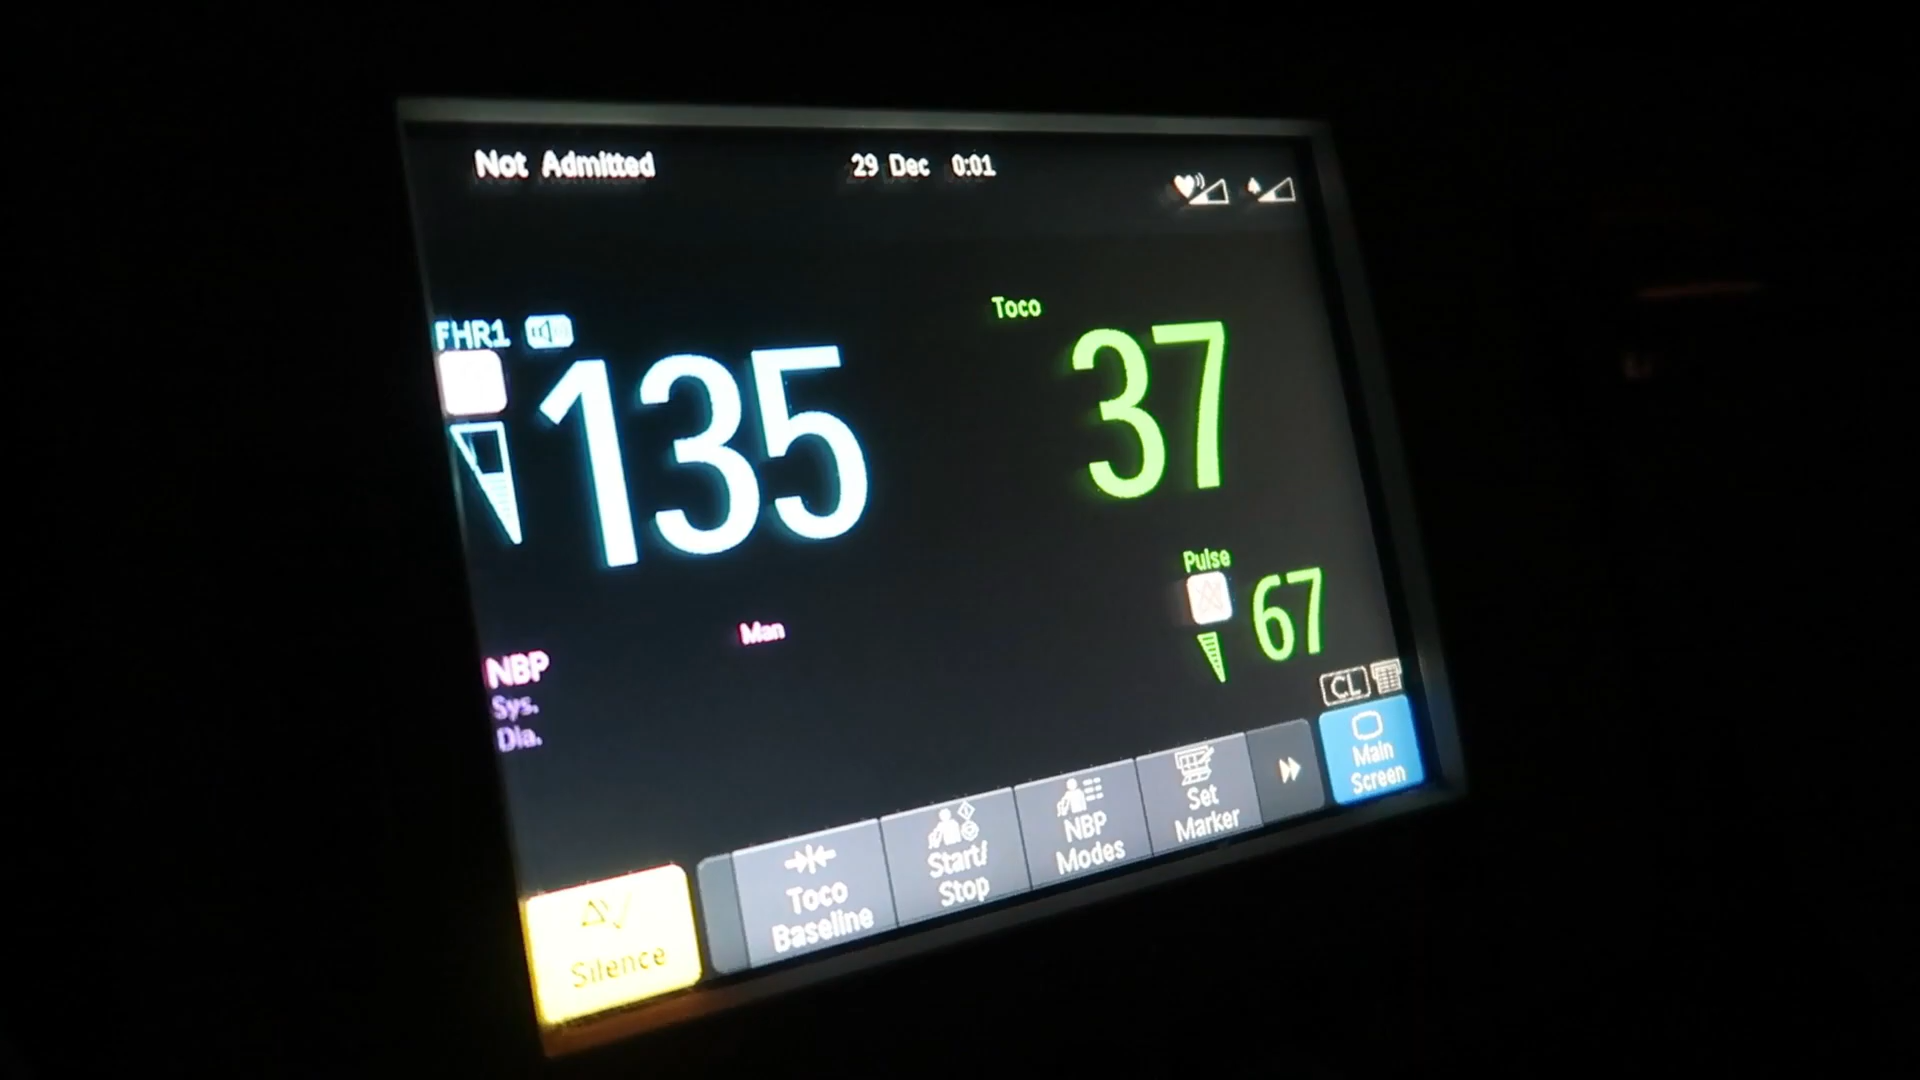 Not Admitted 29 Dec 0:01
FHR1
135
Toco
37
Pulse
67
Man
NBP
Sys.
Dia.
CL
Silence
Toco
Baseline
Start/
Stop
NBP
Modes
Set
Marker
Main
Screen